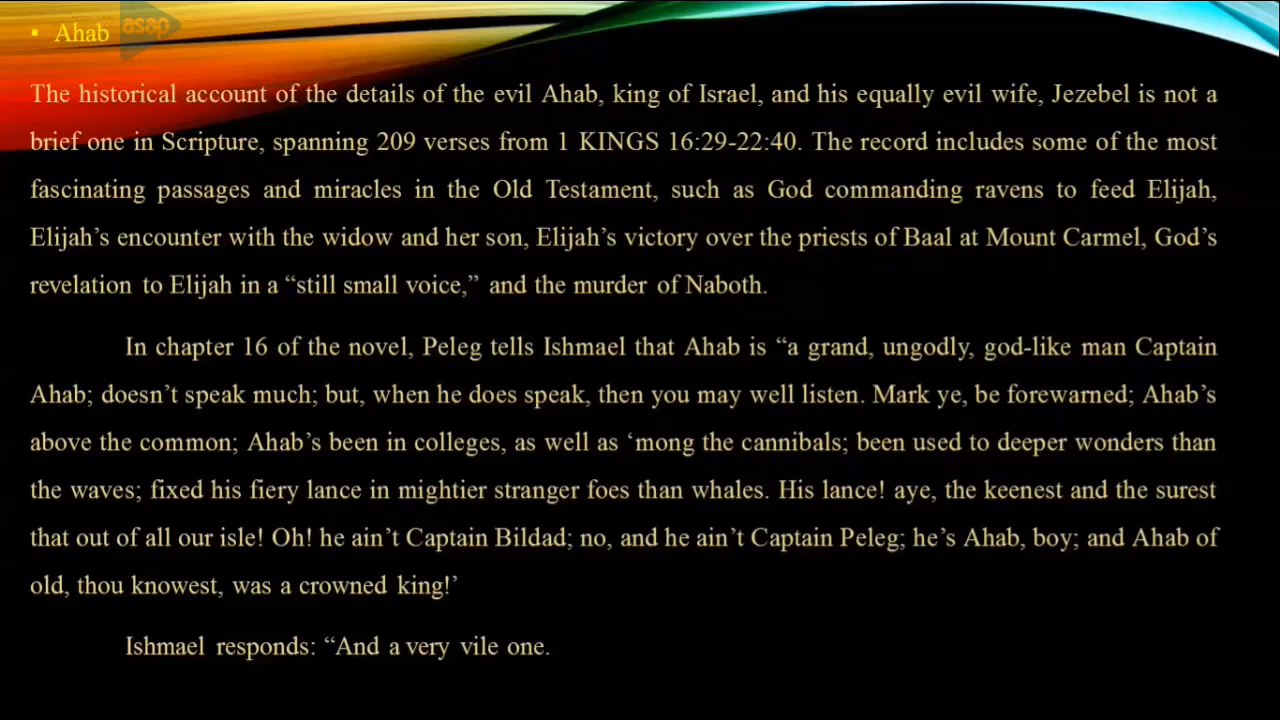 • Ahab
asap
The historical account of the details of the evil Ahab, king of Israel, and his equally evil wife, Jezebel is not a
brief one in Scripture, spanning 209 verses from 1 KINGS 16:29-22:40. The record includes some of the most
fascinating passages and miracles in the Old Testament, such as God commanding ravens to feed Elijah,
Elijah’s encounter with the widow and her son, Elijah’s victory over the priests of Baal at Mount Carmel, God’s
revelation to Elijah in a “still small voice,” and the murder of Naboth.
In chapter 16 of the novel, Peleg tells Ishmael that Ahab is “a grand, ungodly, god-like man Captain
Ahab; doesn’t speak much; but, when he does speak, then you may well listen. Mark ye, be forewarned; Ahab’s
above the common; Ahab’s been in colleges, as well as ‘mong the cannibals; been used to deeper wonders than
the waves; fixed his fiery lance in mightier stranger foes than whales. His lance! aye, the keenest and the surest
that out of all our isle! Oh! he ain’t Captain Bildad; no, and he ain’t Captain Peleg; he’s Ahab, boy; and Ahab of
old, thou knowest, was a crowned king!’
Ishmael responds: “And a very vile one.